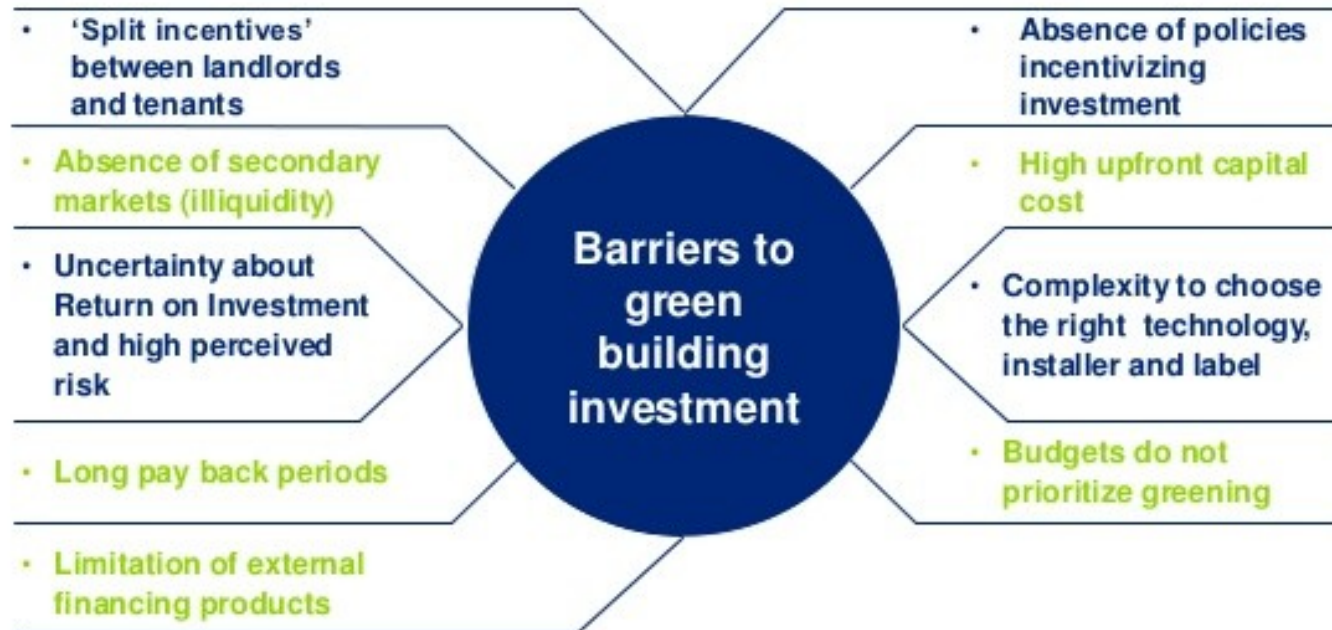 • ‘Split incentives’
between landlords
and tenants
• Absence of secondary
markets (illiquidity)
• Uncertainty about
Return on Investment
and high perceived
risk
• Long pay back periods
• Limitation of external
financing products
Barriers to
green
building
investment
• Absence of policies
incentivizing
investment
• High upfront capital
cost
• Complexity to choose
the right technology,
installer and label
• Budgets do not
prioritize greening